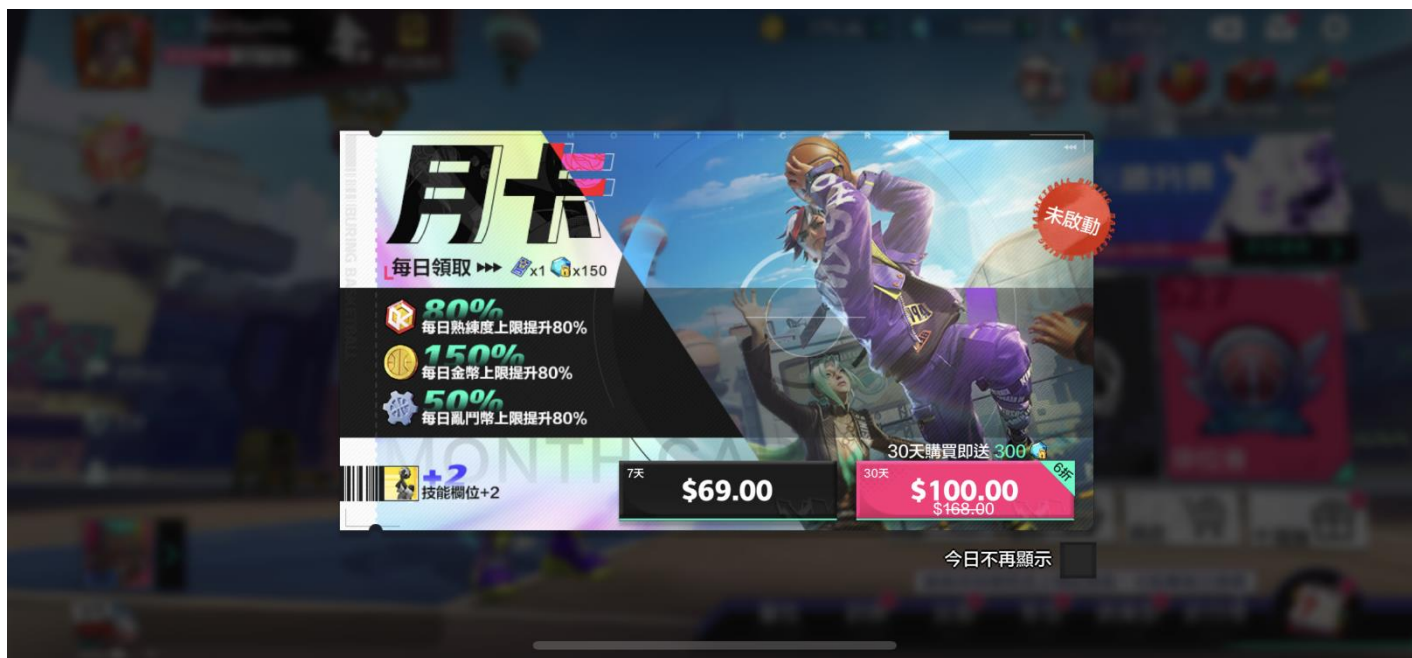 MONTH CARD
月卡
未啟動
每日領取 x1 x150
80%
每日熟練度上限提升80%
150%
每日金幣上限提升80%
50%
每日亂鬥幣上限提升80%
MONTH CARD
+2
技能欄位+2
30天購買即送 300
7天
$69.00
30天
6折
$100.00
$168.00
今日不再顯示